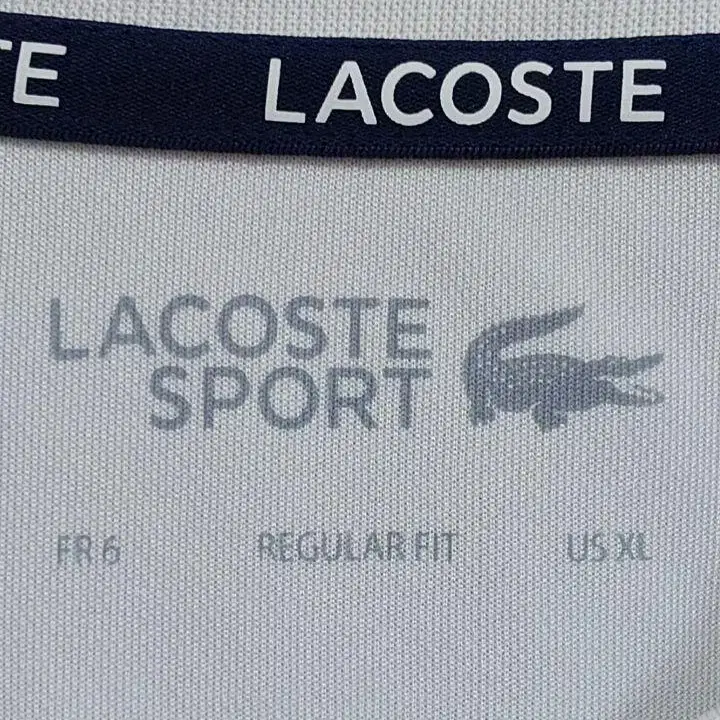 TE LACOSTE
LACOSTE
SPORT
FR 6 REGULAR FIT US XL